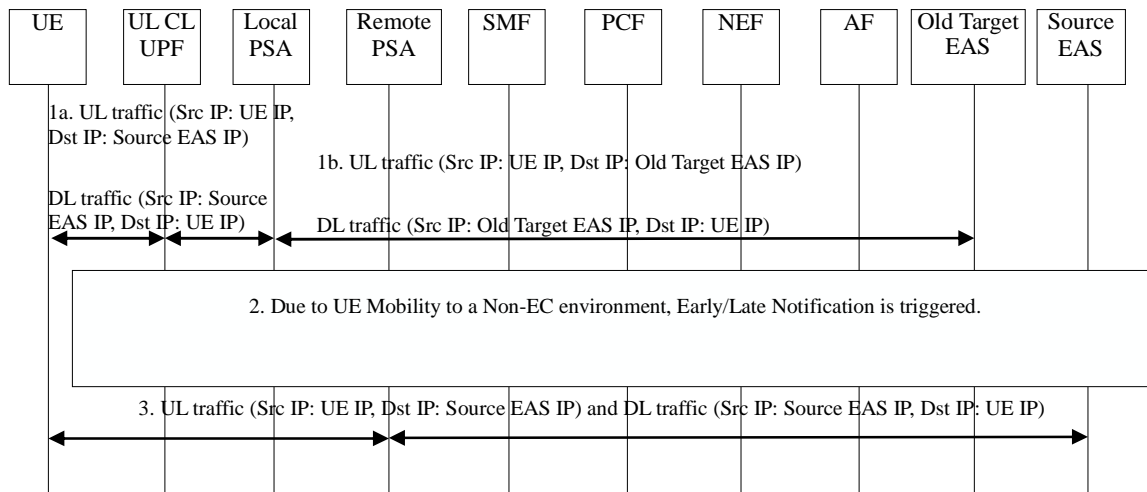 UE
UL CL
UPF
Local
PSA
Remote
PSA
SMF
PCF
NEF
AF
Old Target
EAS
Source
EAS
1a. UL traffic (Src IP: UE IP,
Dst IP: Source EAS IP)
1b. UL traffic (Src IP: UE IP, Dst IP: Old Target EAS IP)
DL traffic (Src IP: Source
EAS IP, Dst IP: UE IP)
DL traffic (Src IP: Old Target EAS IP, Dst IP: UE IP)
2. Due to UE Mobility to a Non-EC environment, Early/Late Notification is triggered.
3. UL traffic (Src IP: UE IP, Dst IP: Source EAS IP) and DL traffic (Src IP: Source EAS IP, Dst IP: UE IP)